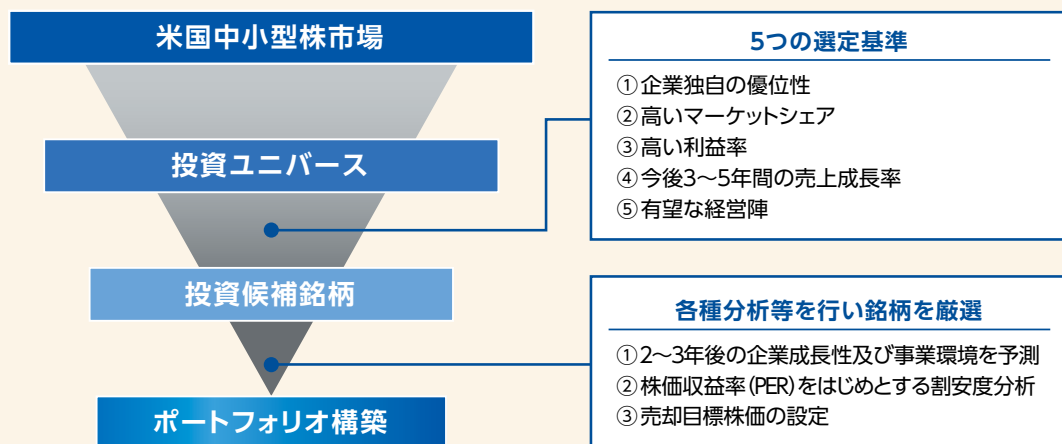 米国中小型株市場
投資ユニバース
投資候補銘柄
ポートフォリオ構築
5つの選定基準
①企業独自の優位性
②高いマーケットシェア
③高い利益率
④今後3～5年間の売上成長率
⑤有望な経営陣
各種分析等を行い銘柄を厳選
①2～3年後の企業成長性及び事業環境を予測
②株価収益率(PER)をはじめとする割安度分析
③売却目標株価の設定